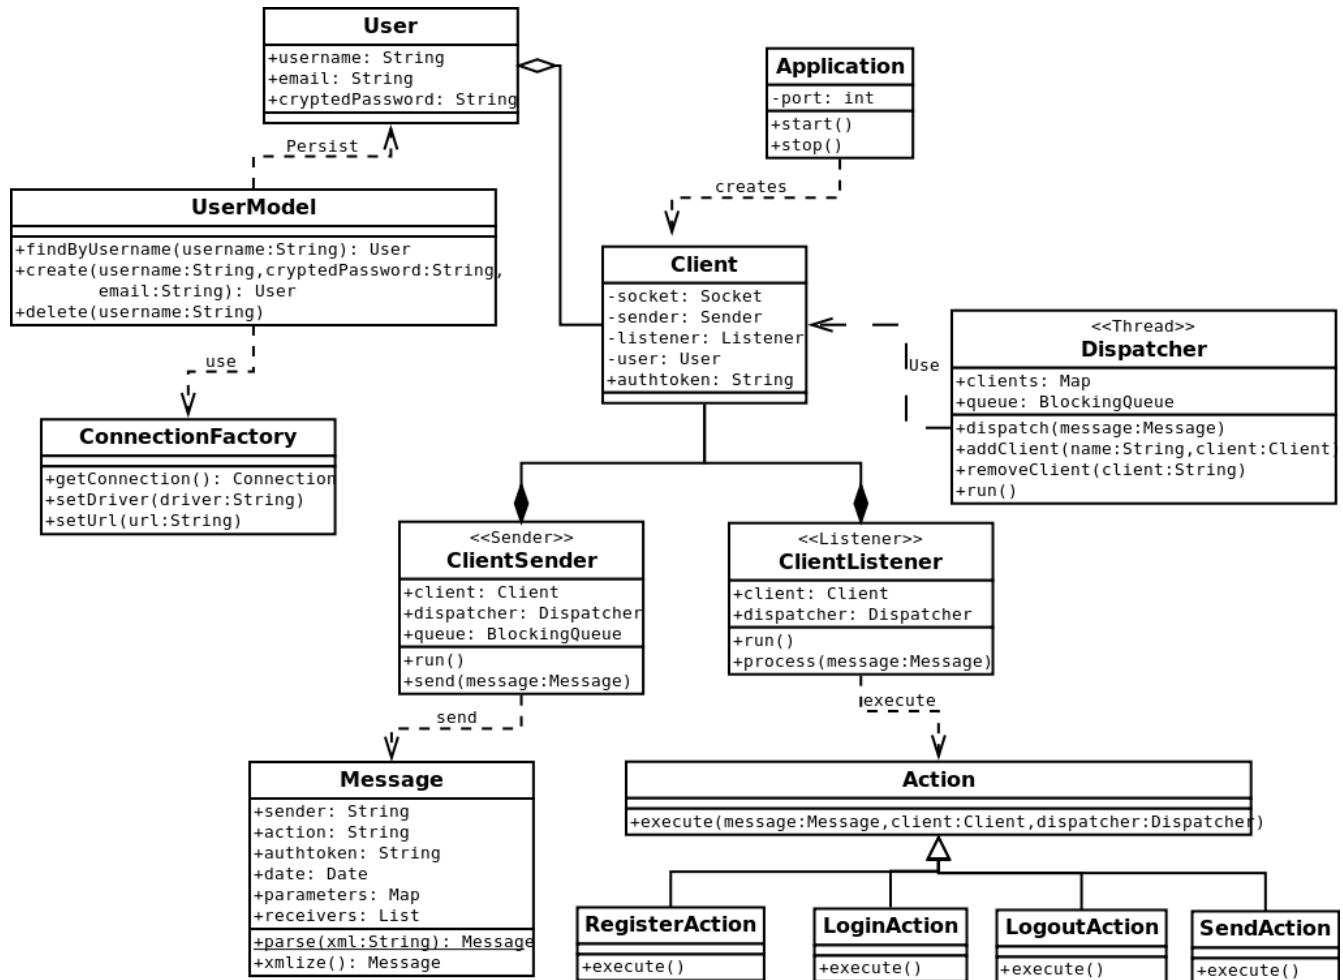 User
+username: String
+email: String
+cryptedPassword: String
Application
-port: int
+start()
+stop()
Persist
creates
UserModel
+findByUsername(username:String): User
+create(username:String,cryptedPassword:String,
email:String): User
+delete(username:String)
Client
-socket: Socket
-sender: Sender
-listener: Listener
-user: User
+authtoken: String
<<Thread>>
Dispatcher
+clients: Map
+queue: BlockingQueue
+dispatch(message:Message)
+addClient(name:String,client:Client)
+removeClient(client:String)
+run()
Use
use
ConnectionFactory
+getConnection(): Connection
+setDriver(driver:String)
+setUrl(url:String)
<<Sender>>
ClientSender
+client: Client
+dispatcher: Dispatcher
+queue: BlockingQueue
+run()
+send(message:Message)
<<Listener>>
ClientListener
+client: Client
+dispatcher: Dispatcher
+run()
+process(message:Message)
send
execute
Message
+sender: String
+action: String
+authtoken: String
+date: Date
+parameters: Map
+receivers: List
+parse(xml:String): Message
+xmlize(): Message
Action
+execute(message:Message,client:Client,dispatcher:Dispatcher)
RegisterAction
+execute()
LoginAction
+execute()
LogoutAction
+execute()
SendAction
+execute()